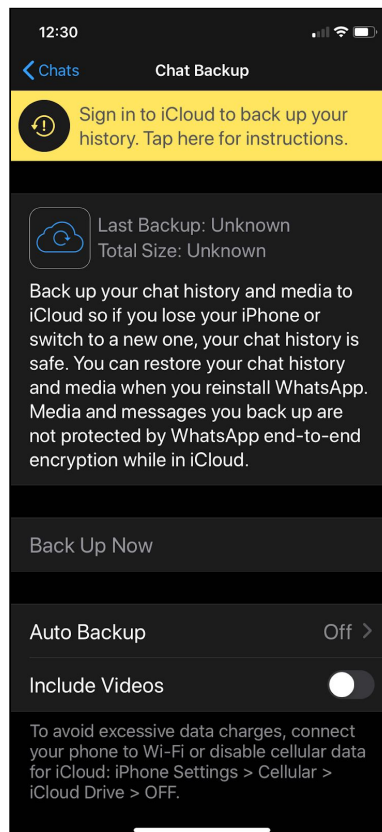 12:30
Chats
Chat Backup
Sign in to iCloud to back up your
history. Tap here for instructions.
Last Backup: Unknown
Total Size: Unknown
Back up your chat history and media to
iCloud so if you lose your iPhone or
switch to a new one, your chat history is
safe. You can restore your chat history
and media when you reinstall WhatsApp.
Media and messages you back up are
not protected by WhatsApp end-to-end
encryption while in iCloud.
Back Up Now
Auto Backup Off
Include Videos
To avoid excessive data charges, connect
your phone to Wi-Fi or disable cellular data
for iCloud: iPhone Settings > Cellular >
iCloud Drive > OFF.